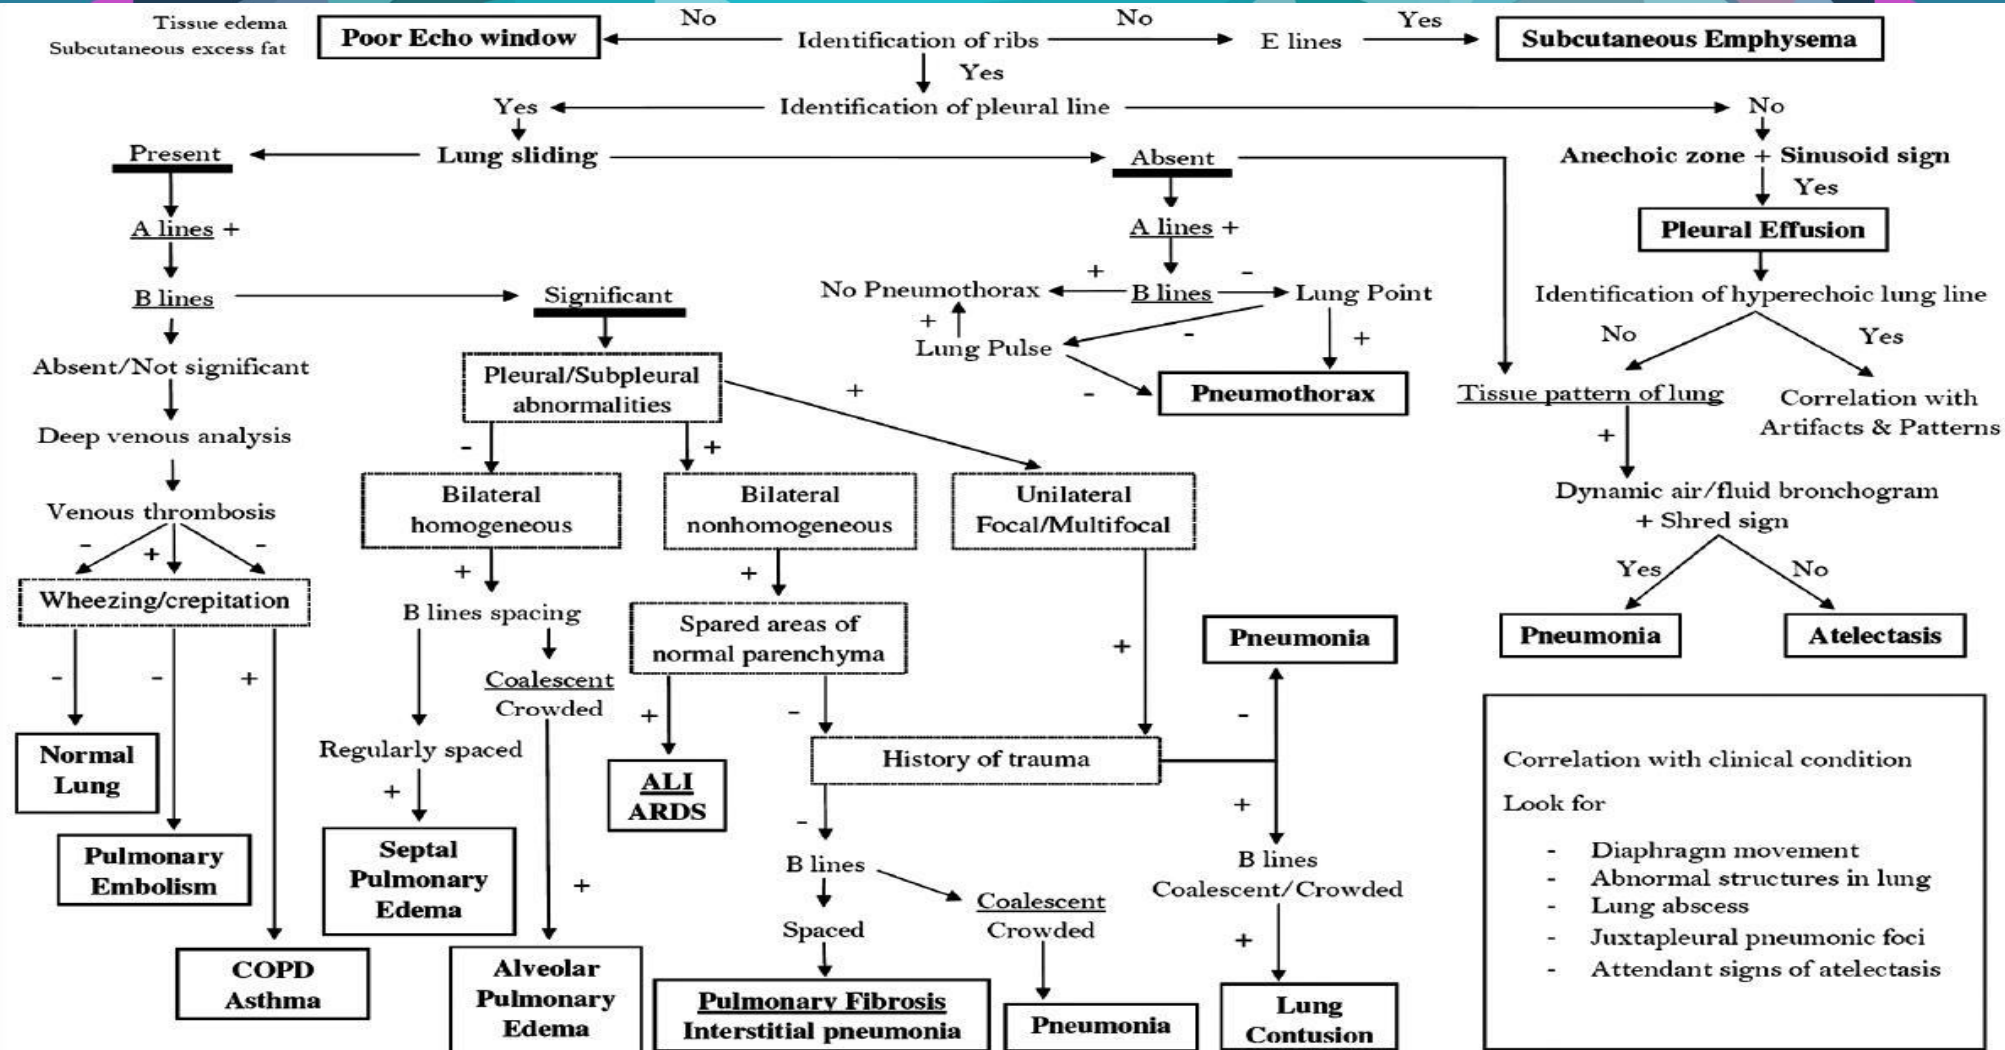 Tissue edema
Subcutaneous excess fat
Poor Echo window
No
Identification of ribs
No
E lines
Yes
Subcutaneous Emphysema
Yes
Yes
Identification of pleural line
No
Present
Lung sliding
Absent
Anechoic zone + Sinusoid sign
Yes
A lines +
A lines +
Pleural Effusion
B lines
Significant
No Pneumothorax
+
B lines
-
Lung Point
Identification of hyperechoic lung line
+
Lung Pulse
-
+
No
Yes
Absent/Not significant
Pleural/Subpleural
abnormalities
+
-
Pneumothorax
Tissue pattern of lung
Correlation with
Artifacts & Patterns
Deep venous analysis
-
+
+
Bilateral
homogeneous
Bilateral
nonhomogeneous
Unilateral
Focal/Multifocal
Dynamic air/fluid bronchogram
+ Shred sign
Venous thrombosis
-
+
-
+
+
Yes
No
Wheezing/crepitation
B lines spacing
Spared areas of
normal parenchyma
+
Pneumonia
Pneumonia
Atelectasis
-
-
+
Coalescent
Crowded
+
-
-
Normal
Lung
Regularly spaced
+
ALI
ARDS
History of trauma
-
+
Correlation with clinical condition
Look for
- Diaphragm movement
- Abnormal structures in lung
- Lung abscess
- Juxtapleural pneumonic foci
- Attendant signs of atelectasis
Pulmonary
Embolism
Septal
Pulmonary
Edema
+
B lines
Coalescent
Crowded
Spaced
B lines
Coalescent/Crowded
+
COPD
Asthma
Alveolar
Pulmonary
Edema
Pulmonary Fibrosis
Interstitial pneumonia
Pneumonia
Lung
Contusion